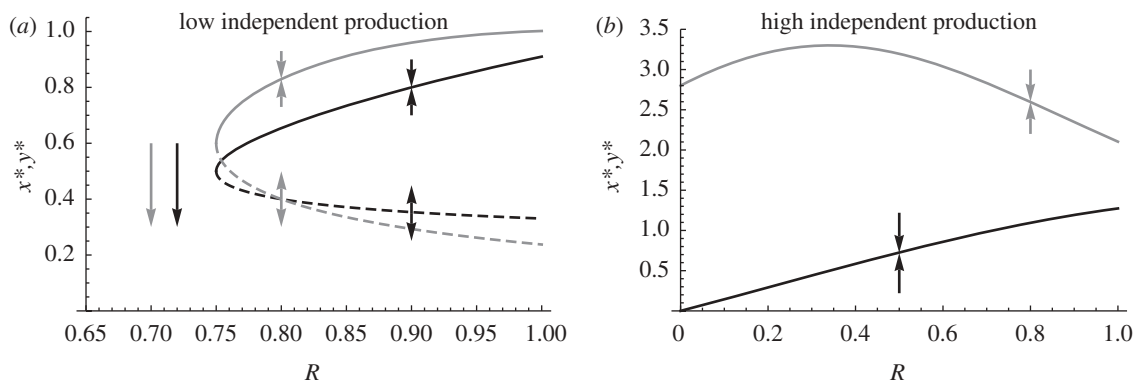 (a) low independent production
1.0
0.8
0.6
0.4
0.2
x*,y*
0.65 0.70 0.75 0.80 0.85 0.90 0.95 1.00
R
(b) high independent production
3.5
3.0
2.5
2.0
1.5
1.0
0.5
x*,y*
0 0.2 0.4 0.6 0.8 1.0
R